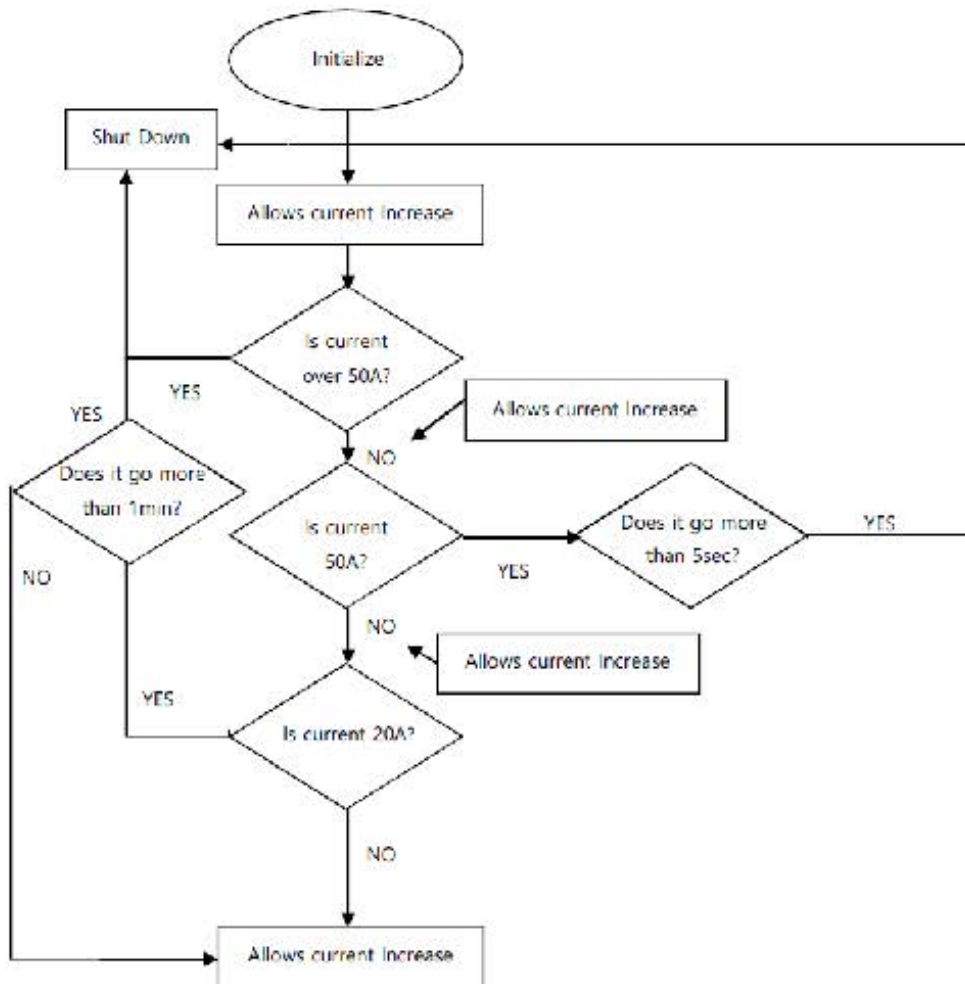 Initialize
Shut Down
Allows current Increase
Is current
over 50A?
YES
YES
Allows current Increase
NO
Does it go more
than 1min?
Is current
50A?
Does it go more
than 5sec?
YES
YES
NO
NO
Allows current Increase
YES
Is current 20A?
NO
Allows current Increase